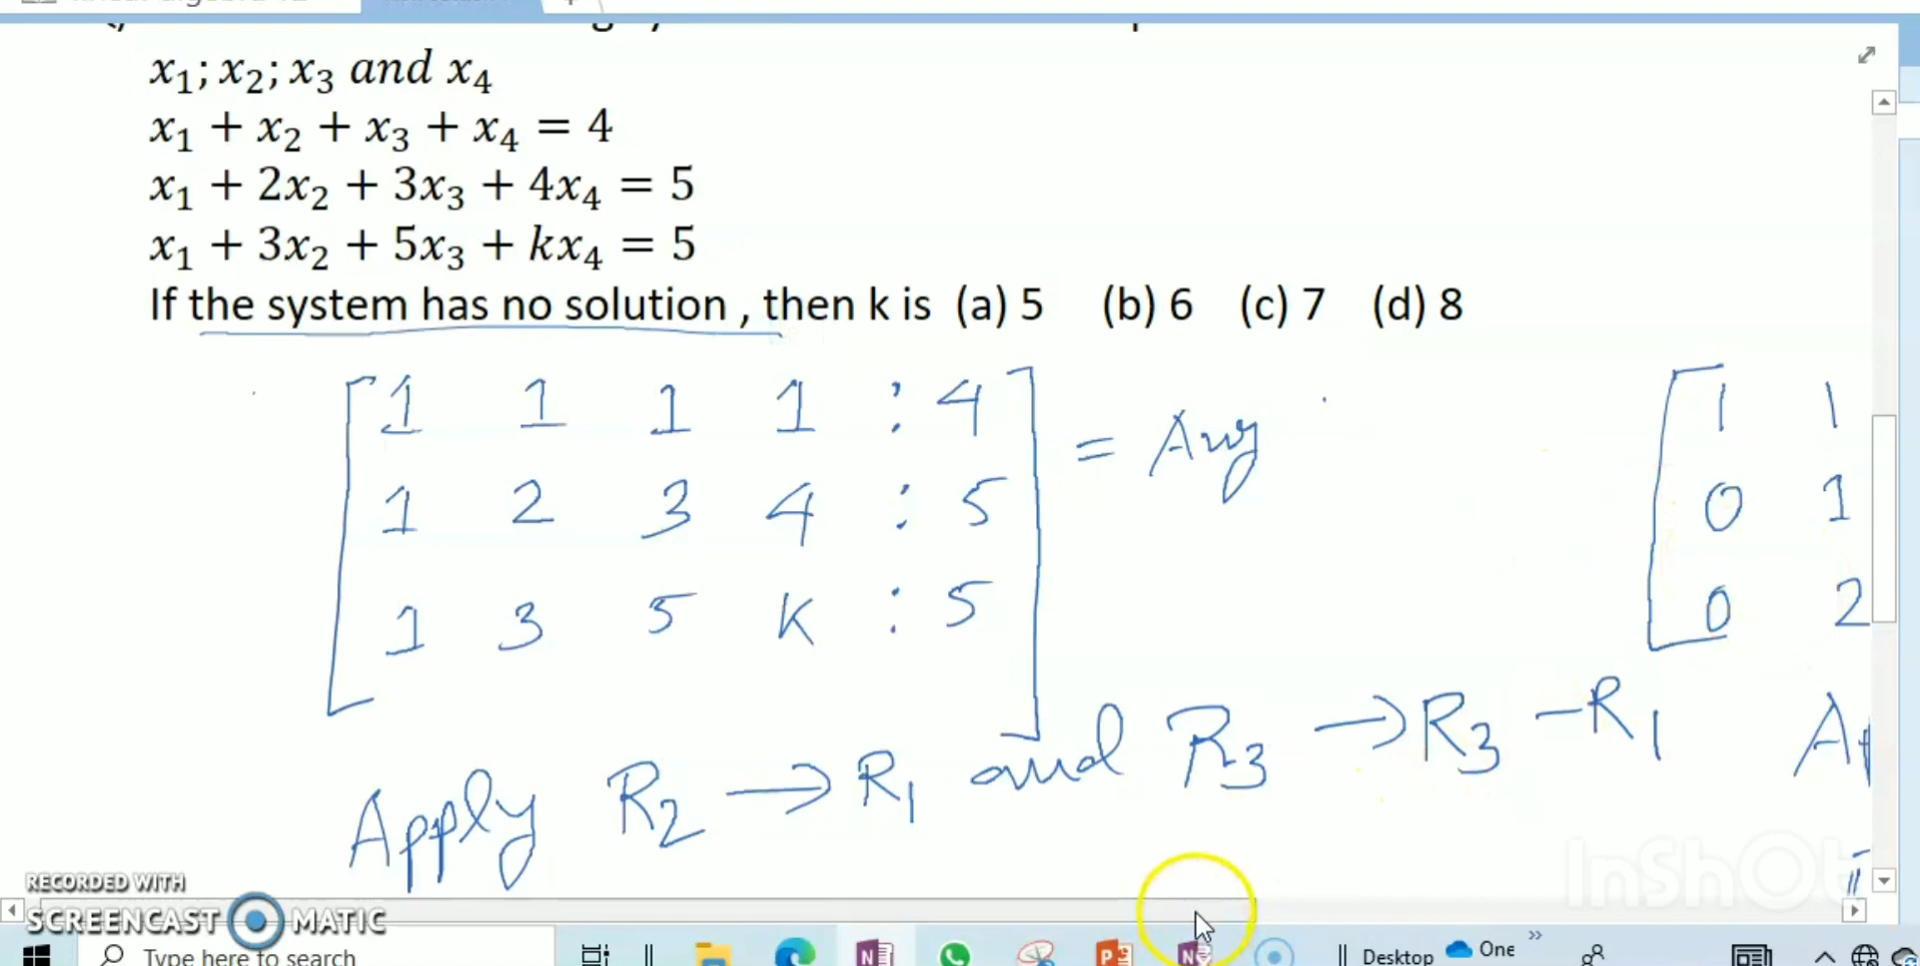 x₁; x₂; x₃ and x₄
x₁ + x₂ + x₃ + x₄ = 4
x₁ + 2x₂ + 3x₃ + 4x₄ = 5
x₁ + 3x₂ + 5x₃ + kx₄ = 5
If the system has no solution , then k is (a) 5 (b) 6 (c) 7 (d) 8
1 1 1 1 : 4
1 2 3 4 : 5 = Aug
1 3 5 K : 5
1 1
0 1
0 2
Apply R₂ → R₁ and R₃ → R₃ − R₁
RECORDED WITH
SCREENCAST MATIC
InShOt
Type here to search
Desktop
One